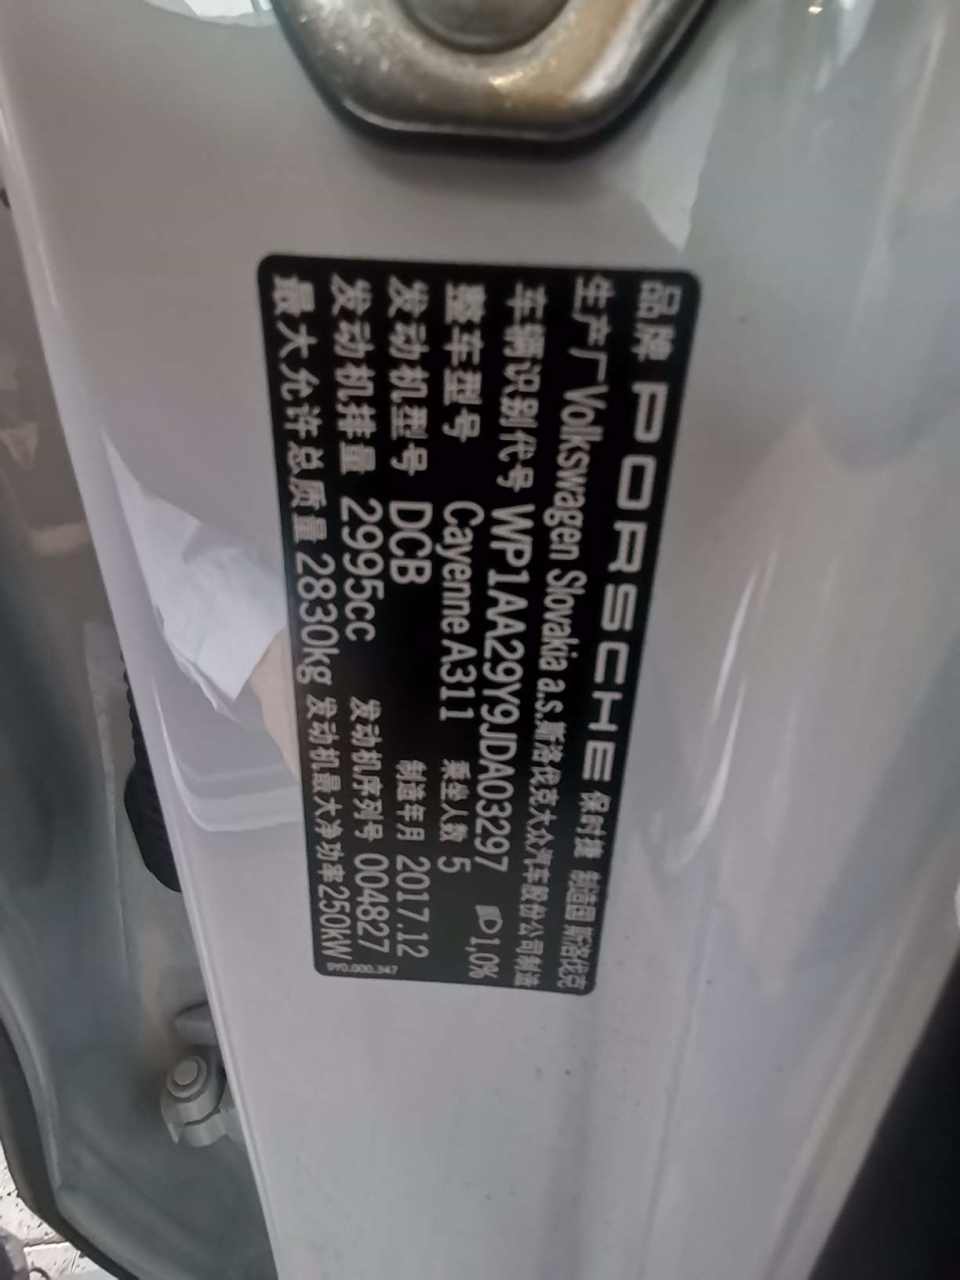 品牌 PORSCHE 保时捷 制造国 斯洛伐克
生产厂 Volkswagen Slovakia a.s.斯洛伐克大众汽车股份公司制造
车辆识别代号 WP1AA29Y9JDA03297 D1,0%
整车型号 Cayenne A311 乘坐人数 5
发动机型号 DCB 制造年月 2017.12
发动机排量 2995cc 发动机序列号 004827
最大允许总质量 2830kg 发动机最大净功率250kW
9Y0.000.347